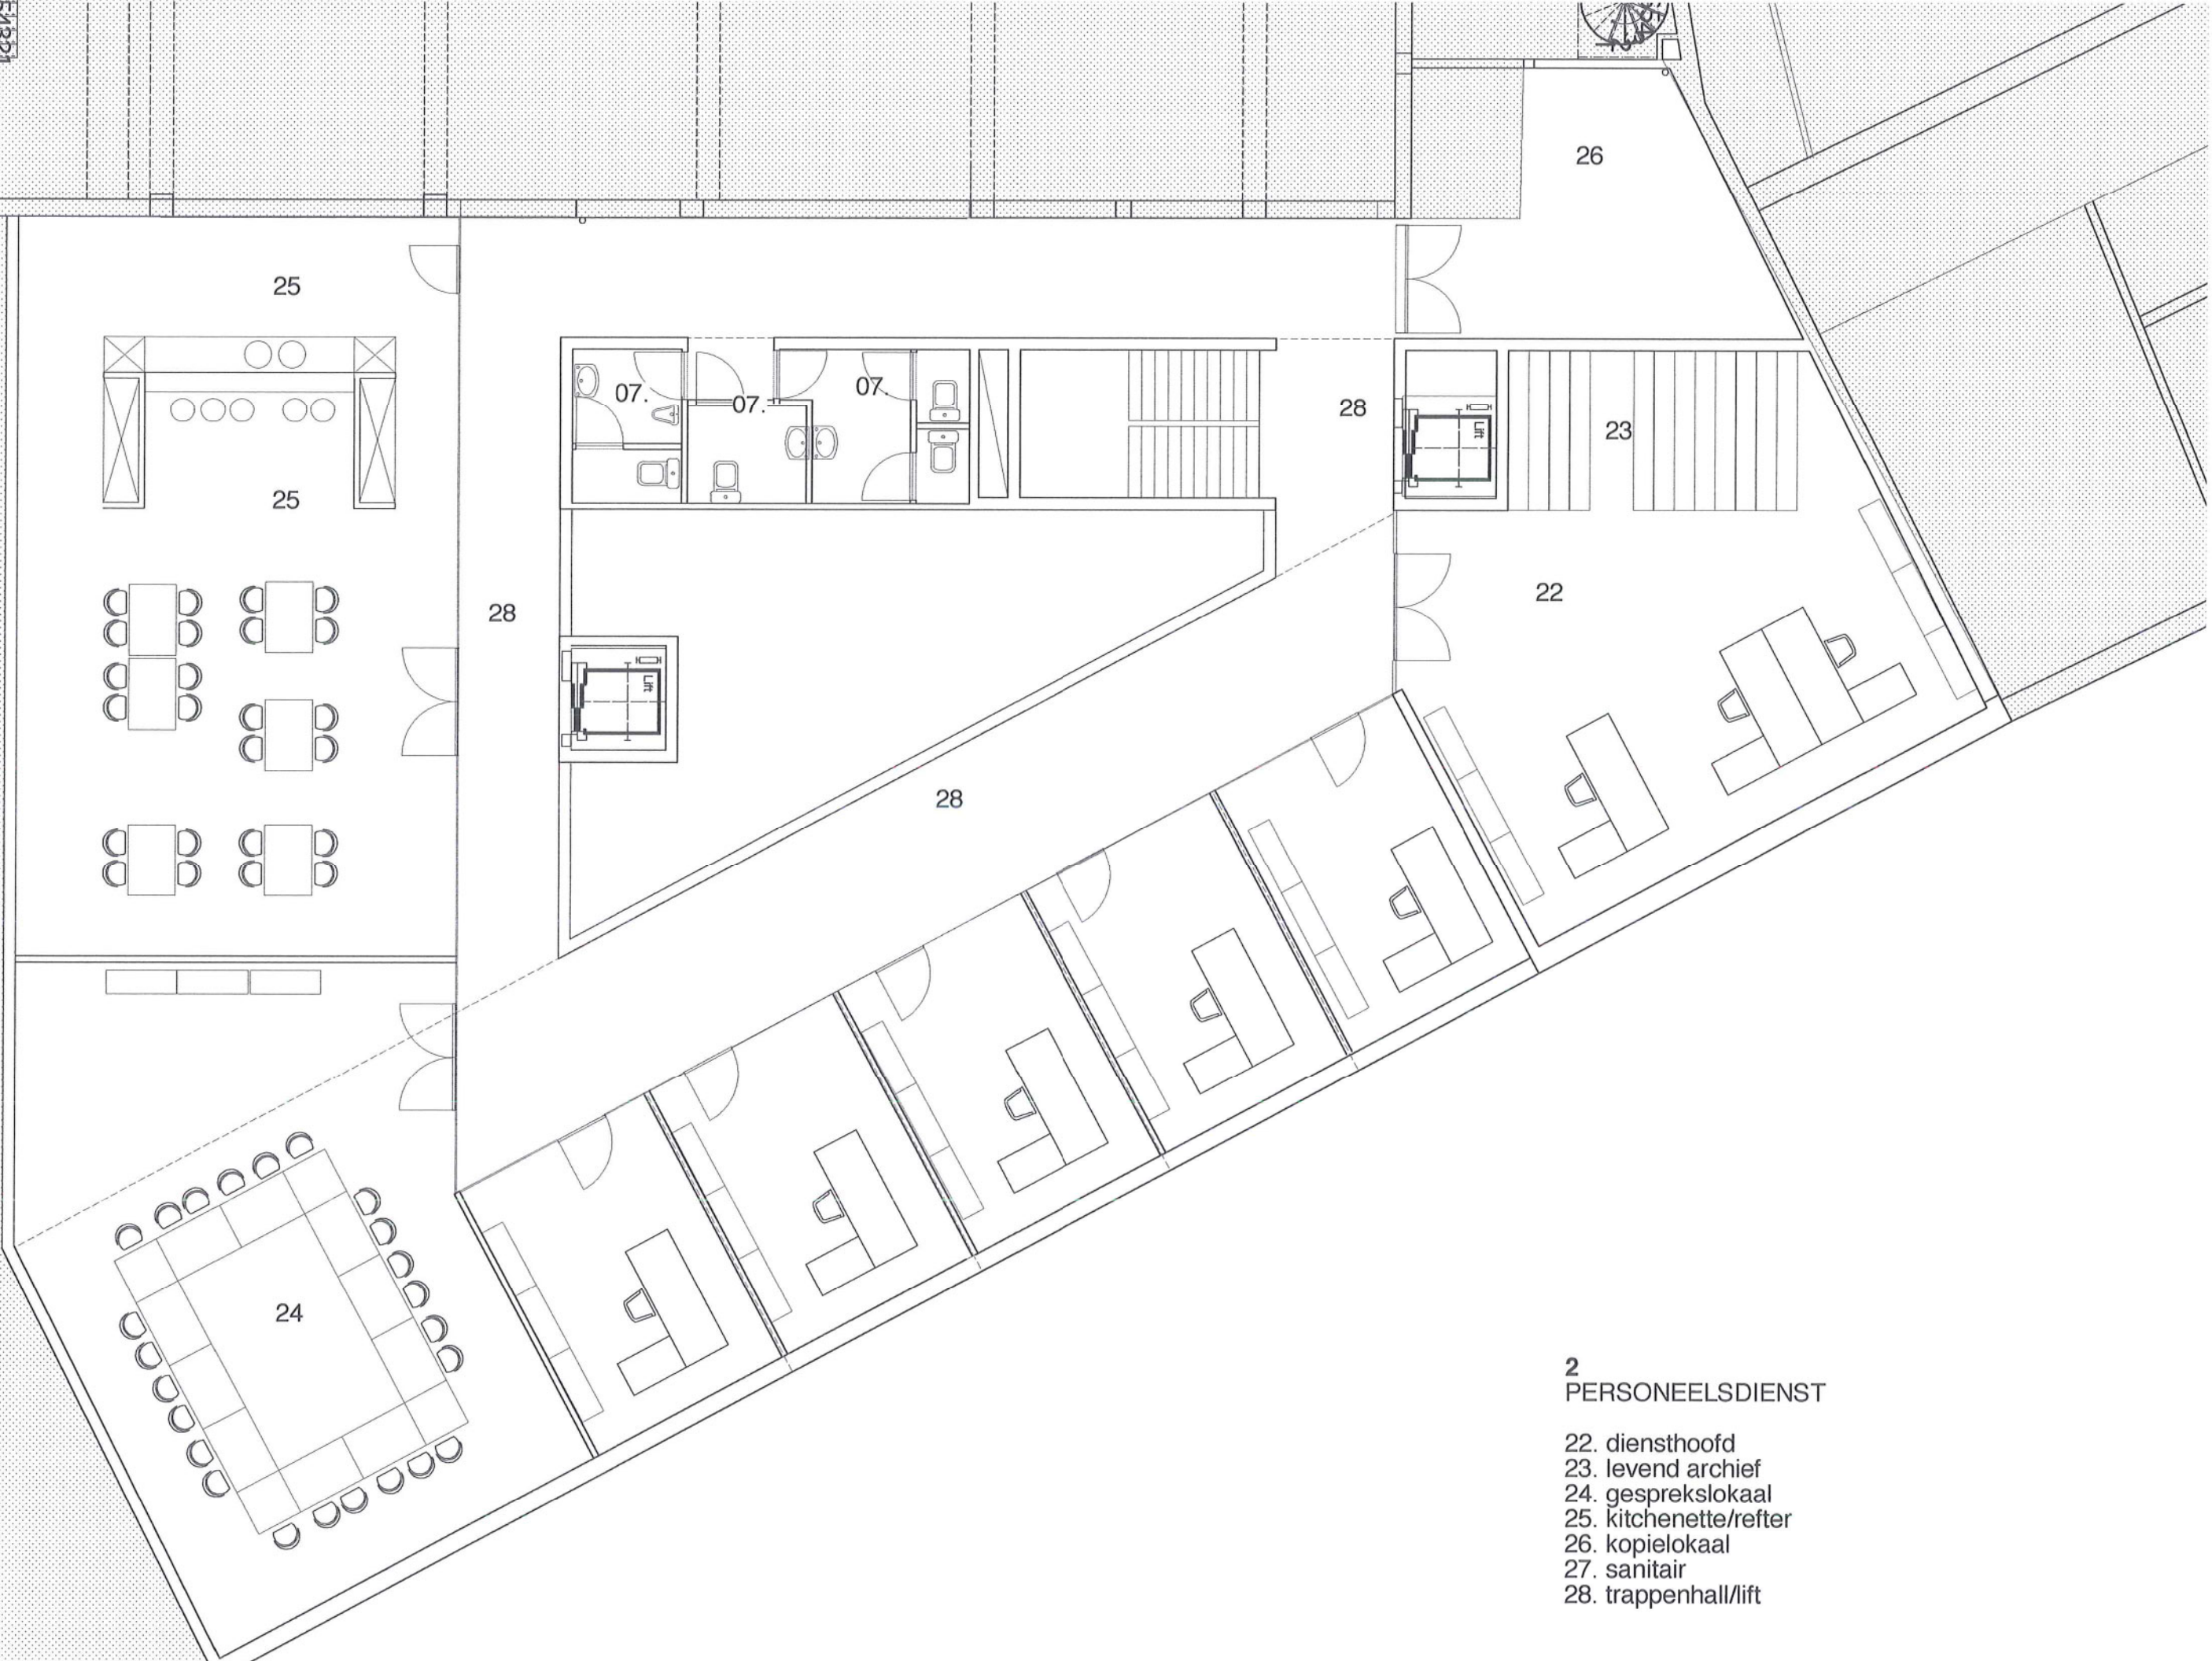 26
25
07.
07.
07.
28
Lift
23
25
22
28
Lift
28
24
2
PERSONEELSDIENST
22. diensthoofd
23. levend archief
24. gesprekslokaal
25. kitchenette/refter
26. kopielokaal
27. sanitair
28. trappenhall/lift